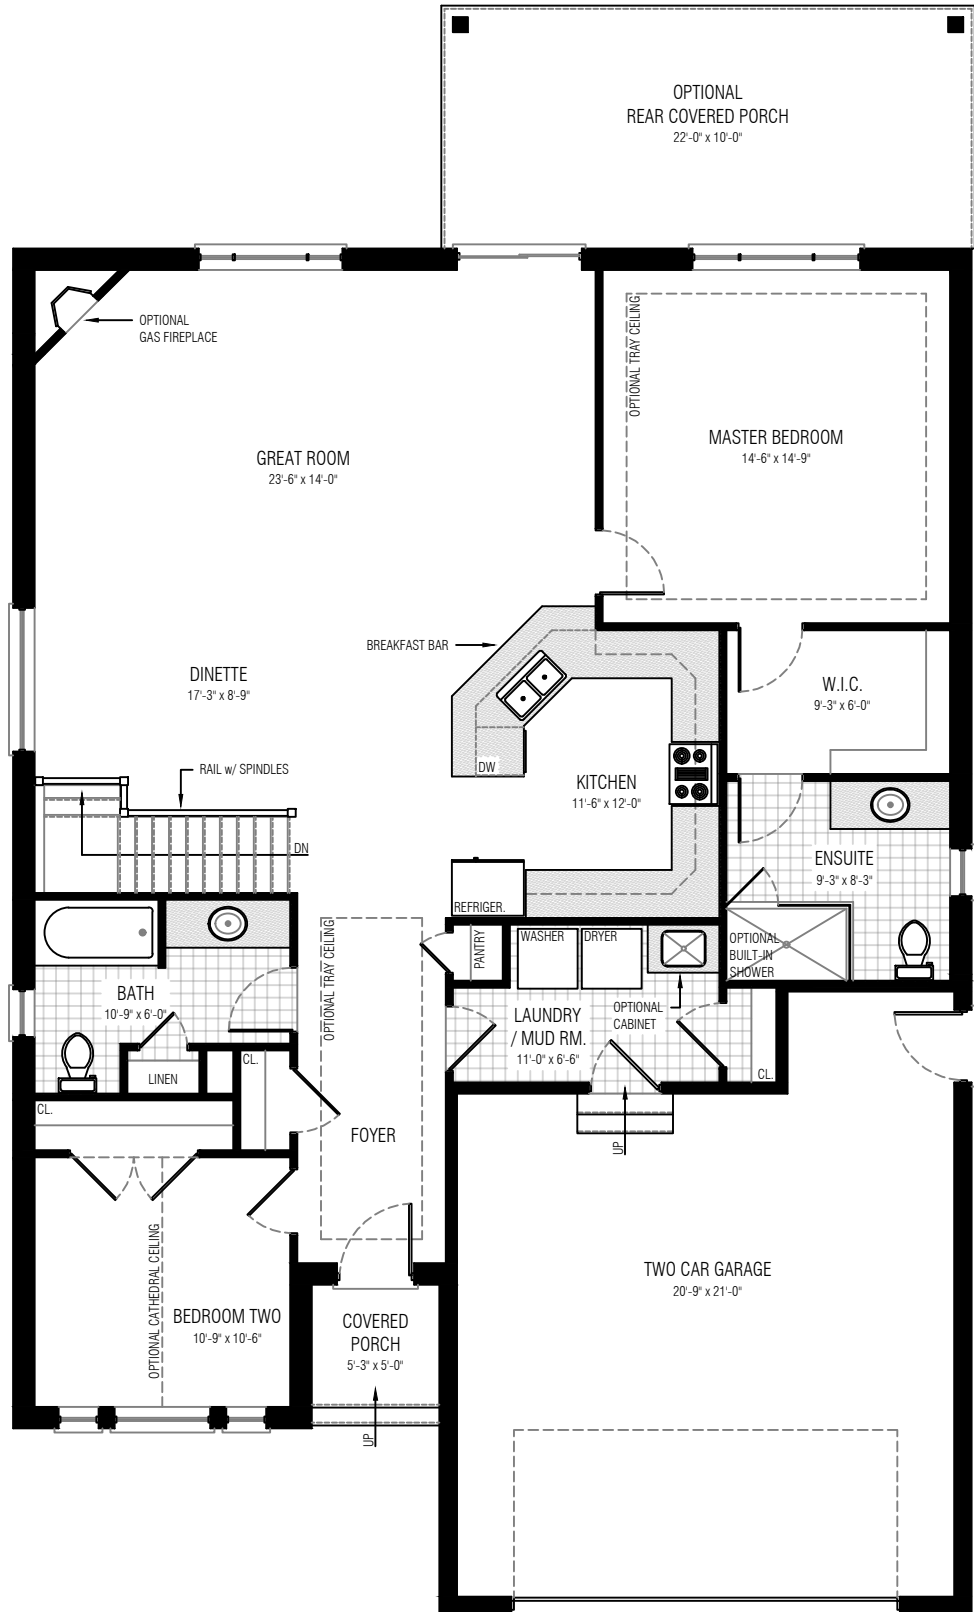 OPTIONAL
REAR COVERED PORCH
22'-0" x 10'-0"
OPTIONAL
GAS FIREPLACE
OPTIONAL TRAY CEILING
GREAT ROOM
23'-6" x 14'-0"
MASTER BEDROOM
14'-6" x 14'-9"
BREAKFAST BAR
DINETTE
17'-3" x 8'-9"
W.I.C.
9'-3" x 6'-0"
RAIL w/ SPINDLES
DW
KITCHEN
11'-6" x 12'-0"
DN
ENSUITE
9'-3" x 8'-3"
REFRIGER.
OPTIONAL TRAY CEILING
PANTRY
WASHER
DRYER
OPTIONAL
BUILT-IN
SHOWER
BATH
10'-9" x 6'-0"
LAUNDRY
/ MUD RM.
11'-0" x 6'-6"
OPTIONAL
CABINET
LINEN
CL.
CL.
CL.
FOYER
UP
OPTIONAL CATHEDRAL CEILING
TWO CAR GARAGE
20'-9" x 21'-0"
BEDROOM TWO
10'-9" x 10'-6"
COVERED
PORCH
5'-3" x 5'-0"
UP